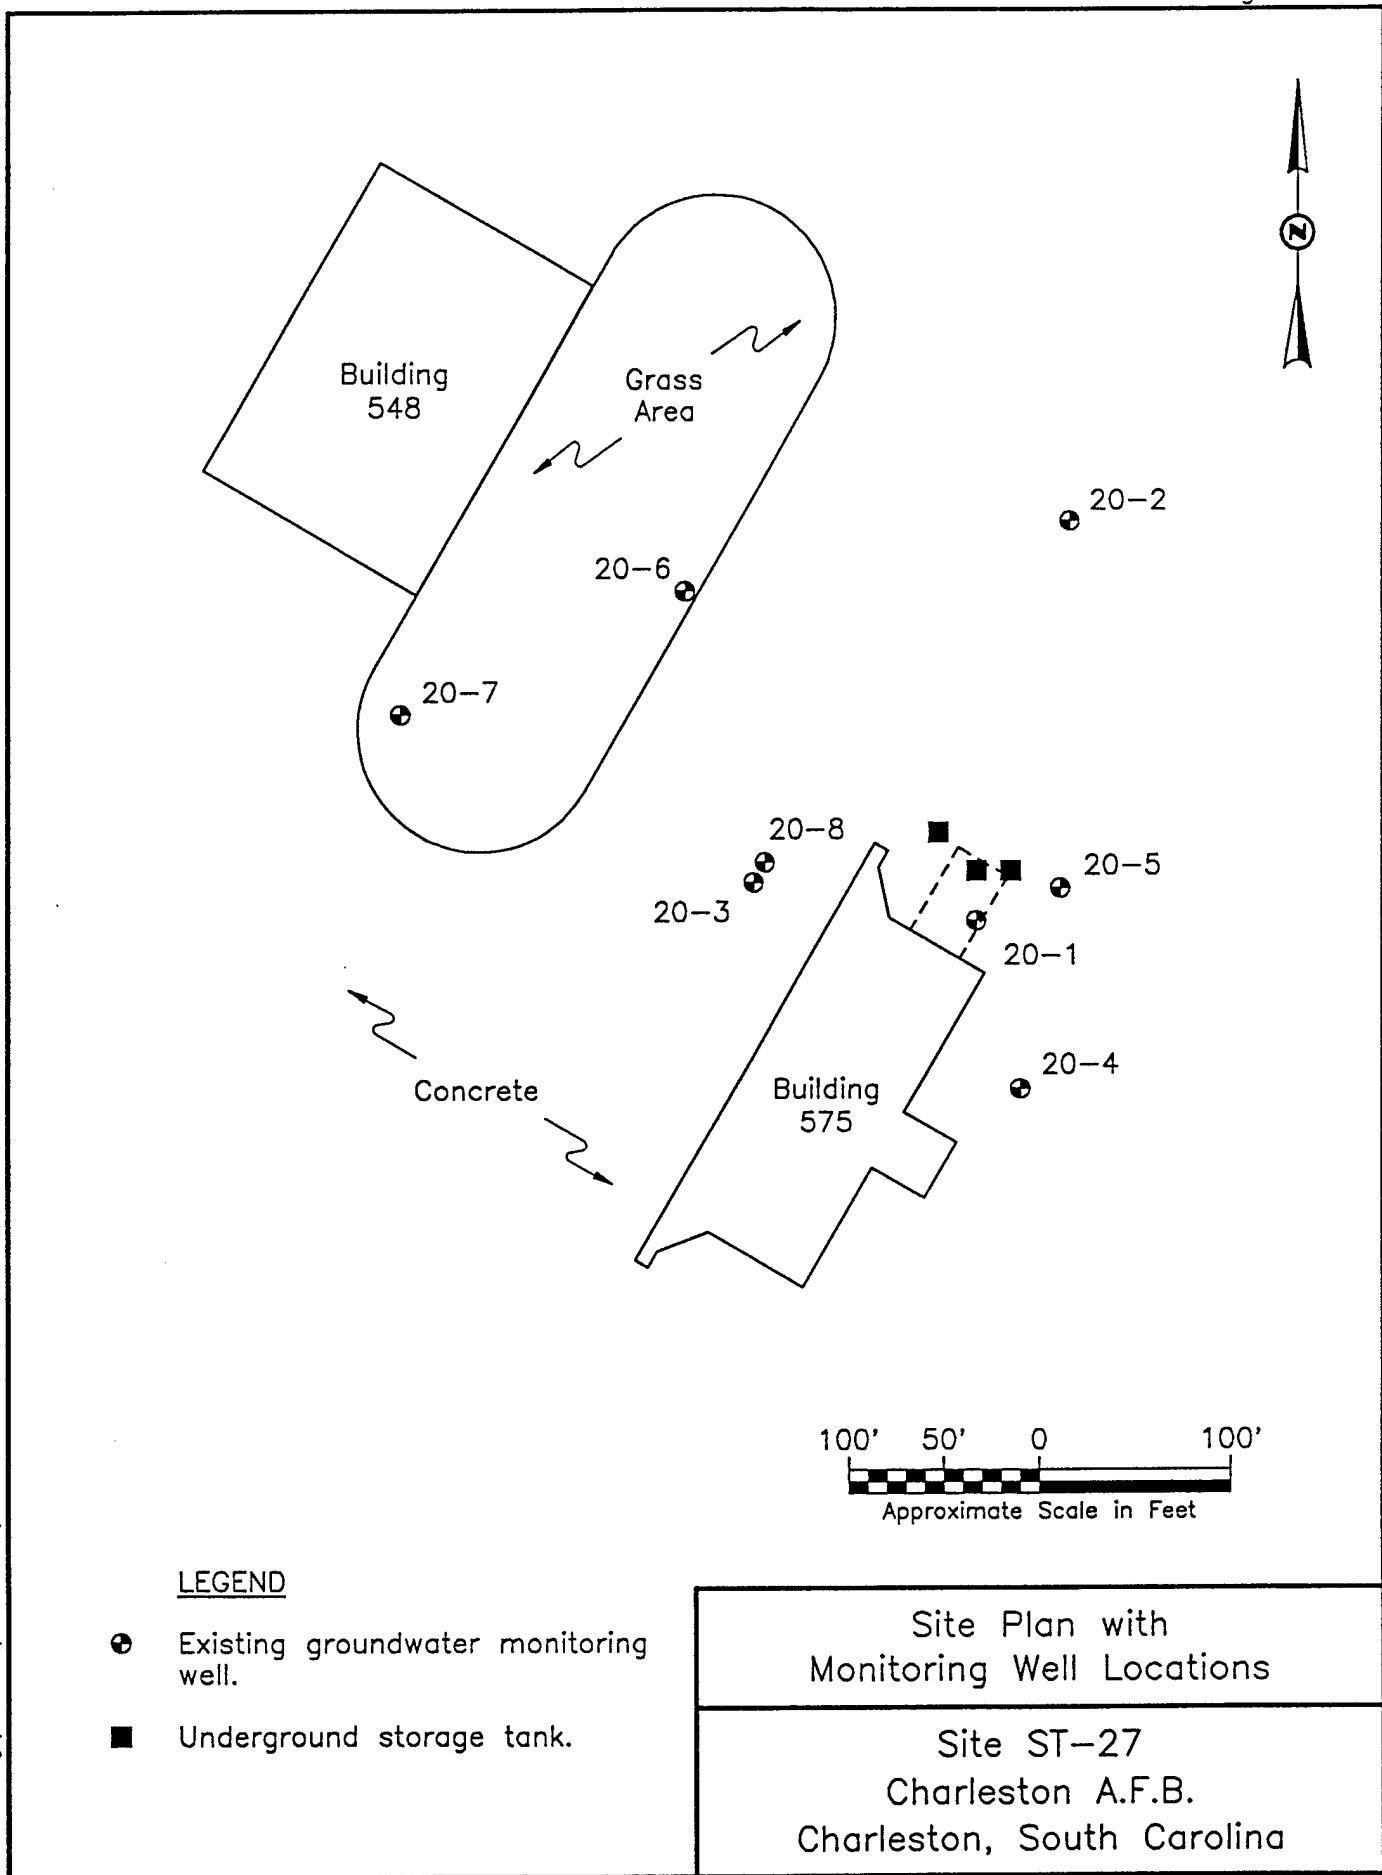 N
Building
548
Grass
Area
20-2
20-6
20-7
20-8
20-3
20-5
20-1
20-4
Concrete
Building
575
100' 50' 0 100'
Approximate Scale in Feet
LEGEND
Existing groundwater monitoring
well.
Underground storage tank.
Site Plan with
Monitoring Well Locations
Site ST-27
Charleston A.F.B.
Charleston, South Carolina